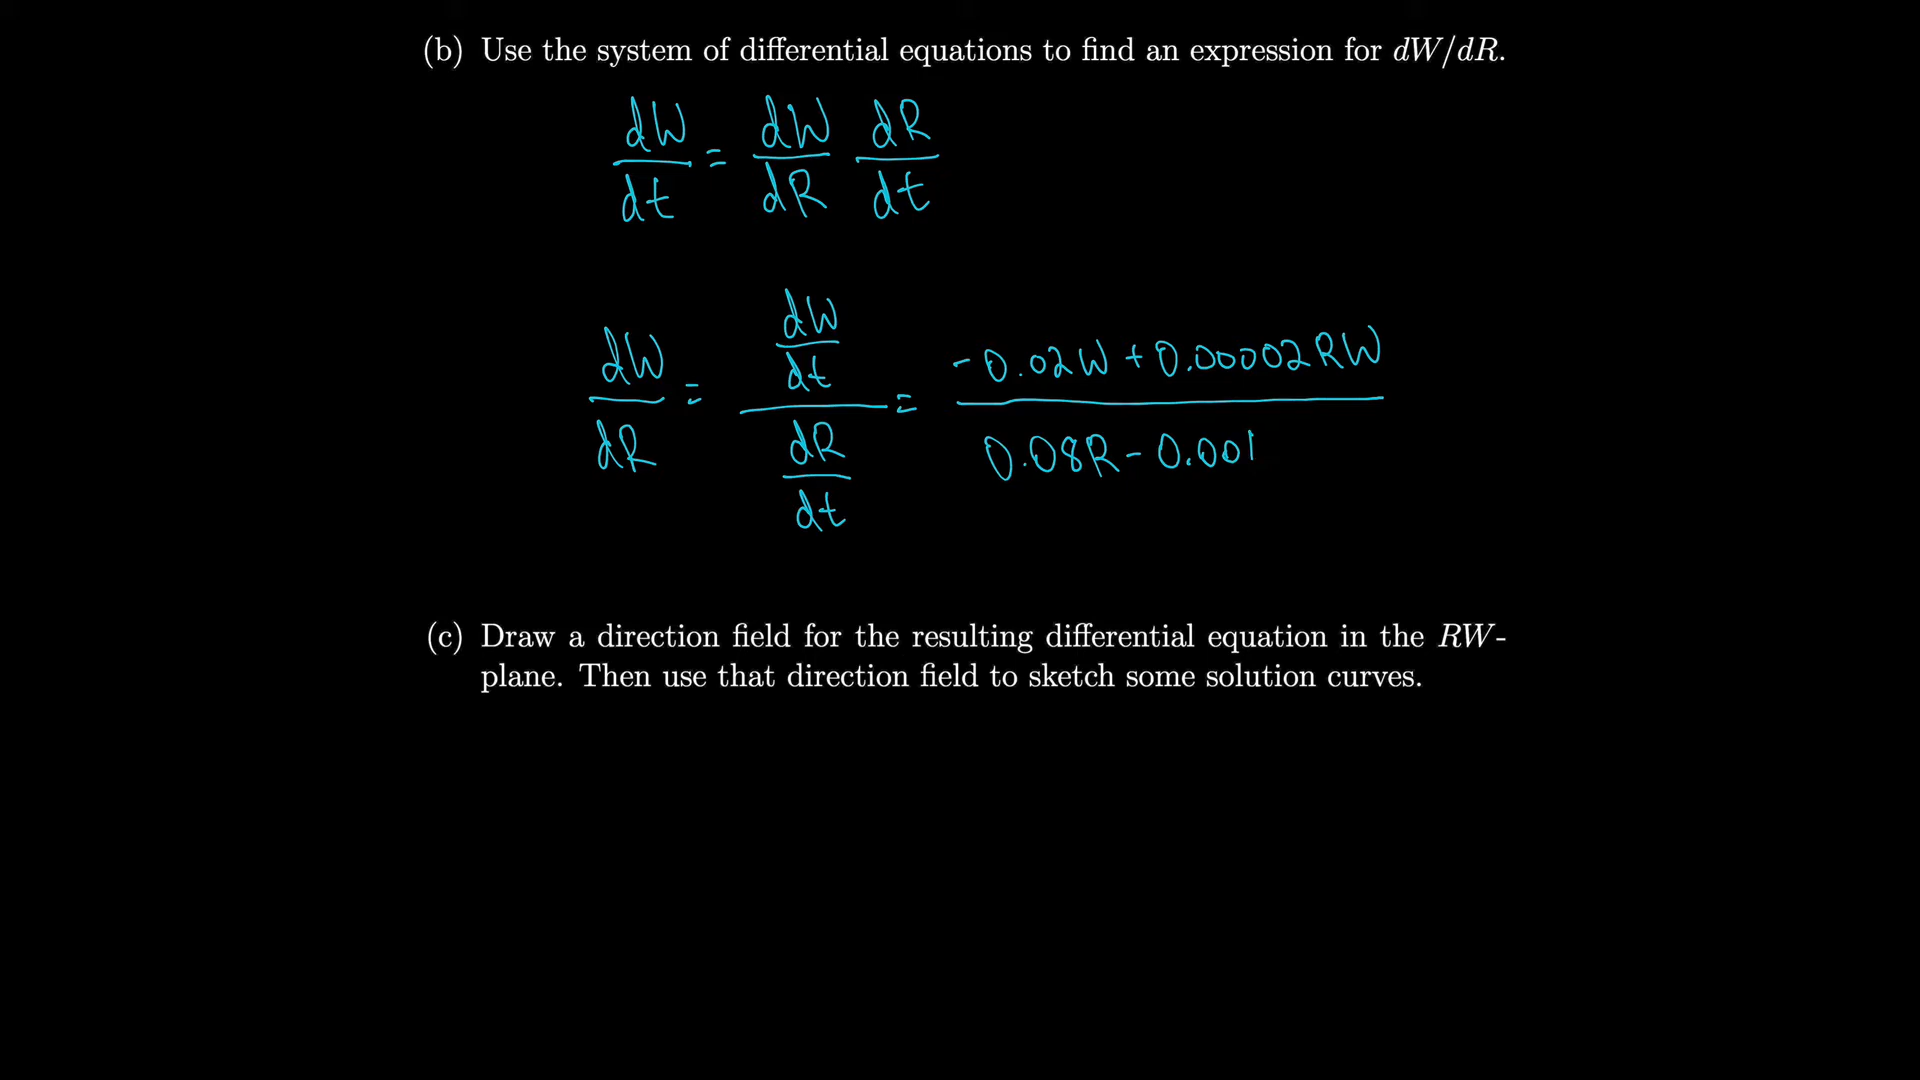 (b) Use the system of differential equations to find an expression for dW/dR.
dW/dt = dW/dR dR/dt
dW/dR = (dW/dt)/(dR/dt) = (-0.02W + 0.00002RW)/(0.08R - 0.001
(c) Draw a direction field for the resulting differential equation in the RW-
plane. Then use that direction field to sketch some solution curves.